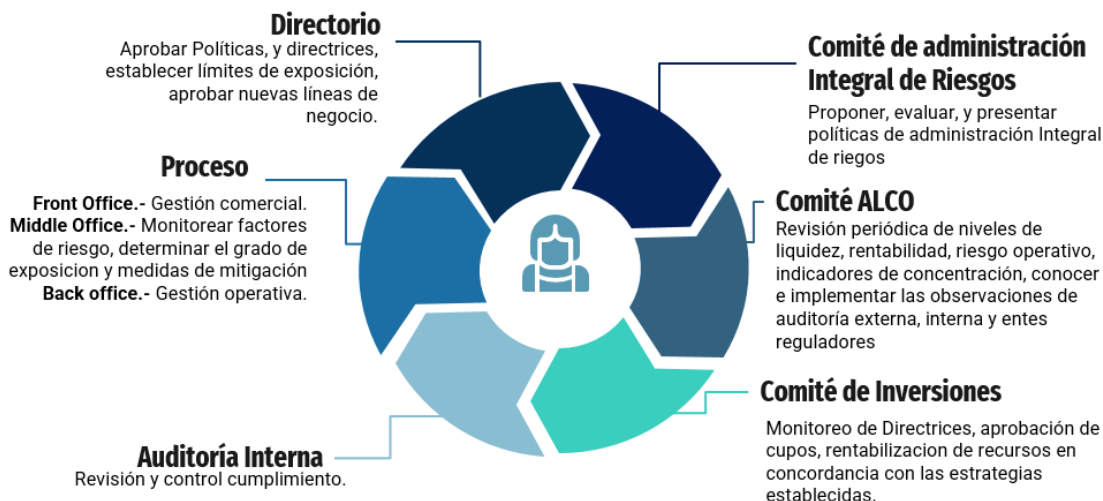 Directorio
Aprobar Políticas, y directrices,
establecer límites de exposición,
aprobar nuevas líneas de
negocio.
Comité de administración
Integral de Riesgos
Proponer, evaluar, y presentar
políticas de administración Integral
de riegos
Proceso
Front Office.- Gestión comercial.
Middle Office.- Monitorear factores
de riesgo, determinar el grado de
exposicion y medidas de mitigación
Back office.- Gestión operativa.
Comité ALCO
Revisión periódica de niveles de
liquidez, rentabilidad, riesgo operativo,
indicadores de concentración, conocer
e implementar las observaciones de
auditoría externa, interna y entes
reguladores
Comité de Inversiones
Monitoreo de Directrices, aprobación de
cupos, rentabilizacion de recursos en
concordancia con las estrategias
establecidas.
Auditoría Interna
Revisión y control cumplimiento.